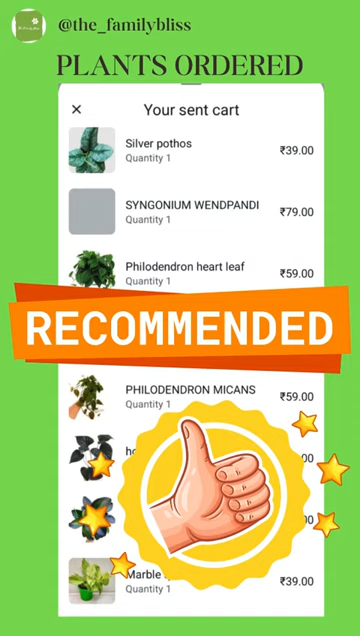 @the_familybliss
PLANTS ORDERED
Your sent cart
Silver pothos
₹39.00
Quantity 1
SYNGONIUM WENDPANDI
₹79.00
Quantity 1
Philodendron heart leaf
₹59.00
Quantity 1
RECOMMENDED
PHILODENDRON MICANS
₹59.00
Quantity 1
Marble
₹39.00
Quantity 1